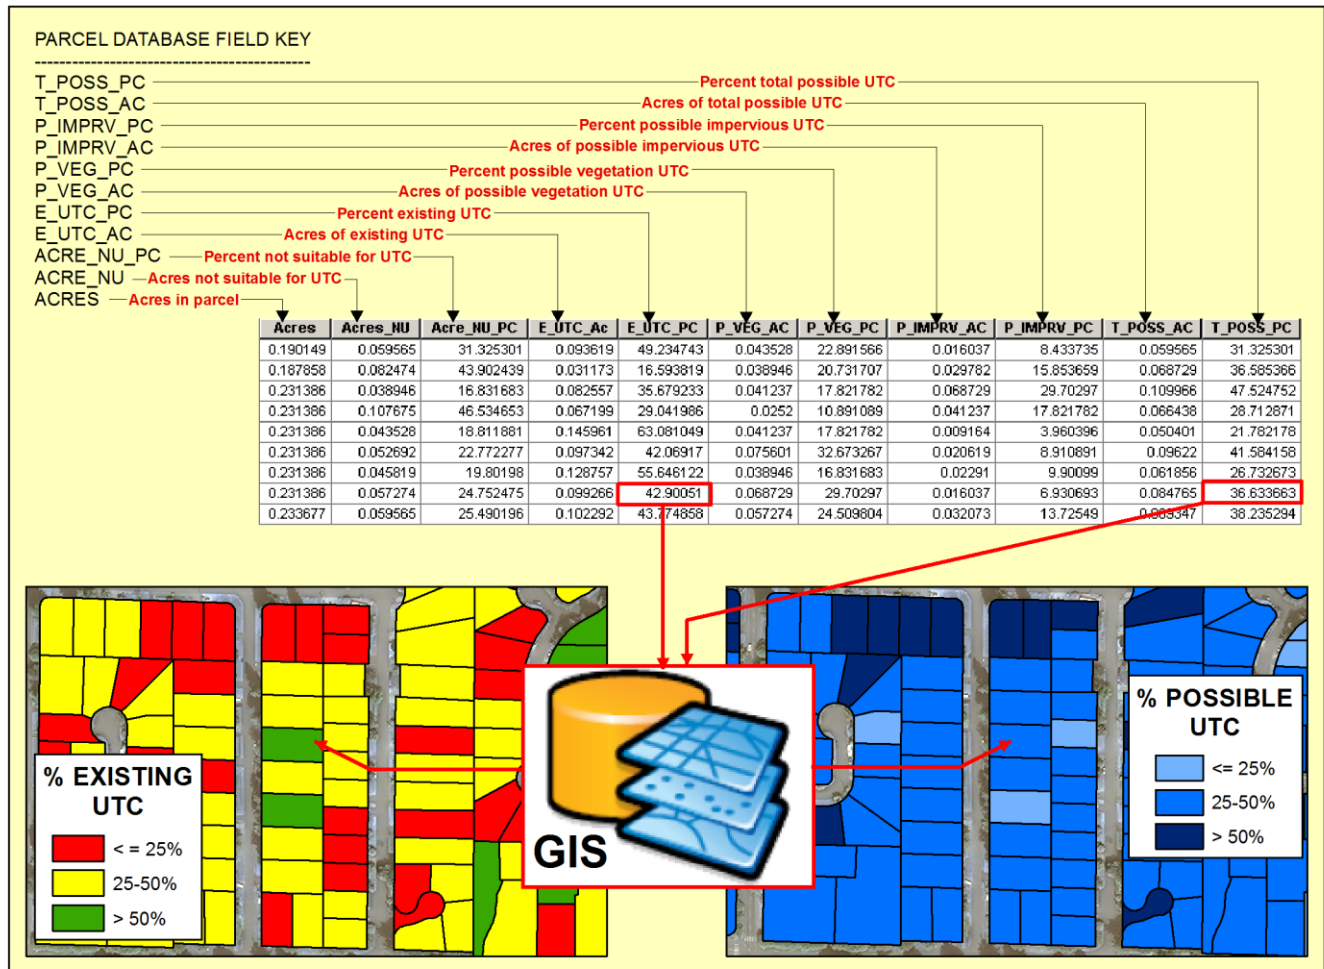 PARCEL DATABASE FIELD KEY
--------------------------------------------
T_POSS_PC Percent total possible UTC
T_POSS_AC Acres of total possible UTC
P_IMPRV_PC Percent possible impervious UTC
P_IMPRV_AC Acres of possible impervious UTC
P_VEG_PC Percent possible vegetation UTC
P_VEG_AC Acres of possible vegetation UTC
E_UTC_PC Percent existing UTC
E_UTC_AC Acres of existing UTC
ACRE_NU_PC Percent not suitable for UTC
ACRE_NU Acres not suitable for UTC
ACRES Acres in parcel
Acres Acres_NU Acre_NU_PC E_UTC_Ac E_UTC_PC P_VEG_AC P_VEG_PC P_IMPRV_AC P_IMPRV_PC T_POSS_AC T_POSS_PC
0.190149 0.059565 31.325301 0.093619 49.234743 0.043528 22.891566 0.016037 8.433735 0.059565 31.325301
0.187858 0.082474 43.902439 0.031173 16.593819 0.038946 20.731707 0.029782 15.853659 0.068729 36.585366
0.231386 0.038946 16.831683 0.082557 35.679233 0.041237 17.821782 0.068729 29.70297 0.109966 47.524752
0.231386 0.107675 46.534653 0.067199 29.041986 0.0252 10.891089 0.041237 17.821782 0.066438 28.712871
0.231386 0.043528 18.811881 0.145961 63.081049 0.041237 17.821782 0.009164 3.960396 0.050401 21.782178
0.231386 0.052692 22.772277 0.097342 42.06917 0.075601 32.673267 0.020619 8.910891 0.09622 41.584158
0.231386 0.045819 19.80198 0.128757 55.646122 0.038946 16.831683 0.02291 9.90099 0.061856 26.732673
0.231386 0.057274 24.752475 0.099266 42.90051 0.068729 29.70297 0.016037 6.930693 0.084765 36.633663
0.233677 0.059565 25.490196 0.102292 43.774858 0.057274 24.509804 0.032073 13.72549 38.235294
% EXISTING
UTC
< = 25%
25-50%
> 50%
GIS
% POSSIBLE
UTC
<= 25%
25-50%
> 50%